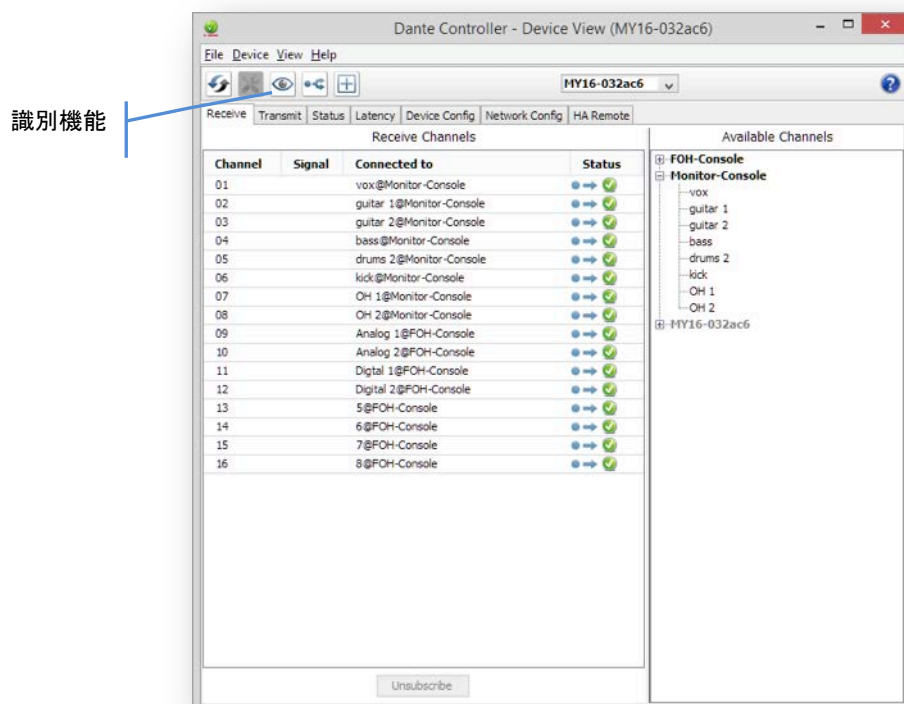 Dante Controller - Device View (MY16-032ac6)
File Device View Help
MY16-032ac6
識別機能
Receive Transmit Status Latency Device Config Network Config HA Remote
Receive Channels
Channel Signal Connected to Status
01 vox@Monitor-Console
02 guitar 1@Monitor-Console
03 guitar 2@Monitor-Console
04 bass@Monitor-Console
05 drums 2@Monitor-Console
06 kick@Monitor-Console
07 OH 1@Monitor-Console
08 OH 2@Monitor-Console
09 Analog 1@FOH-Console
10 Analog 2@FOH-Console
11 Digtal 1@FOH-Console
12 Digital 2@FOH-Console
13 5@FOH-Console
14 6@FOH-Console
15 7@FOH-Console
16 8@FOH-Console
Unsubscribe
Available Channels
FOH-Console
Monitor-Console
vox
guitar 1
guitar 2
bass
drums 2
kick
OH 1
OH 2
MY16-032ac6